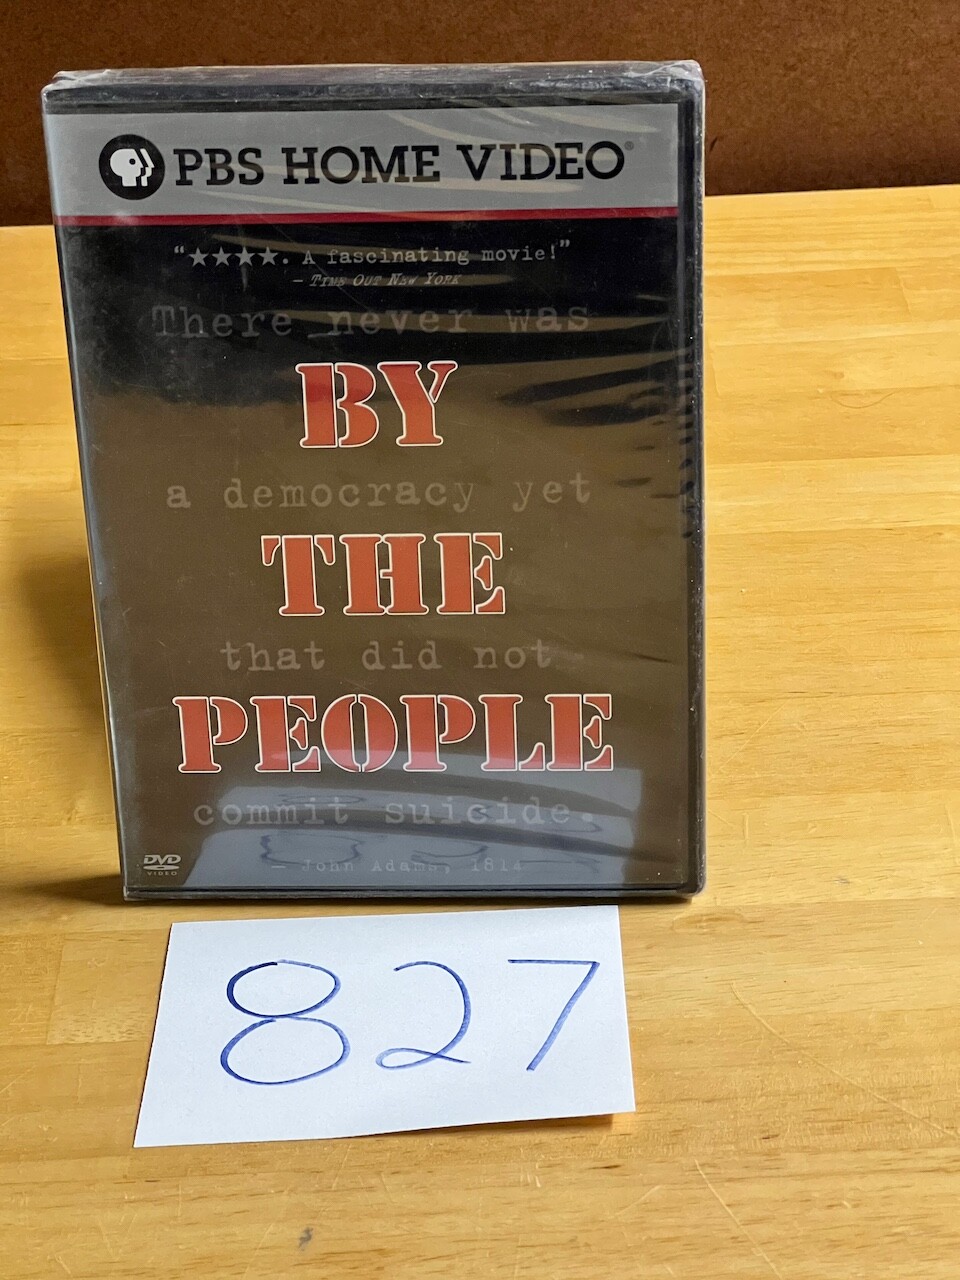 PBS HOME VIDEO®
"★★★★. A fascinating movie!"
– TIME OUT NEW YORK
There never was
BY
a democracy yet
THE
that did not
PEOPLE
commit suicide.
– John Adams, 1814
DVD
VIDEO
827